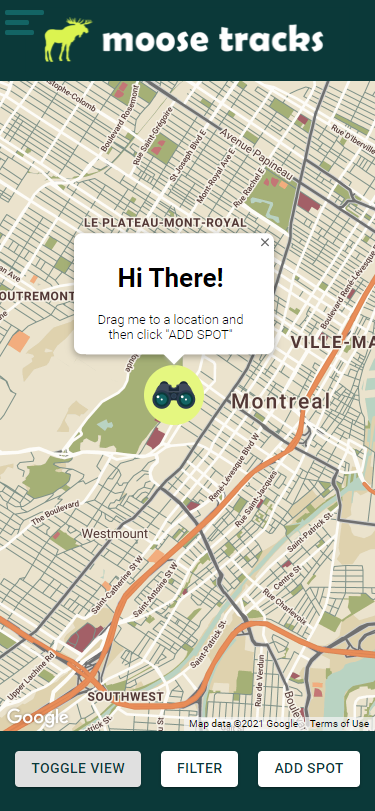 moose tracks
Boulevard Rosemont
Rue Saint-Grégoire
St Joseph Blvd E
Avenue Papineau
Rue D'Iberville
Mont-Royal Ave E
Rue Rachel E
LE PLATEAU-MONT-ROYAL
OUTREMONT
Boulevard René-Lévesque E
×
Hi There!
Drag me to a location and
then click "ADD SPOT"
VILLE-MA
Montreal
René-Lévesque Blvd W
Rue Saint-Jacques
The Boulevard
Westmount
Saint-Patrick St.
Saint-Catherine St W
Saint-Antoine St W
Centre St
Rue Charlevoix
Saint-Patrick St.
Upper Lachine Rd
Rue de Verdun
SOUTHWEST
Google
Map data ©2021 Google
Terms of Use
TOGGLE VIEW
FILTER
ADD SPOT